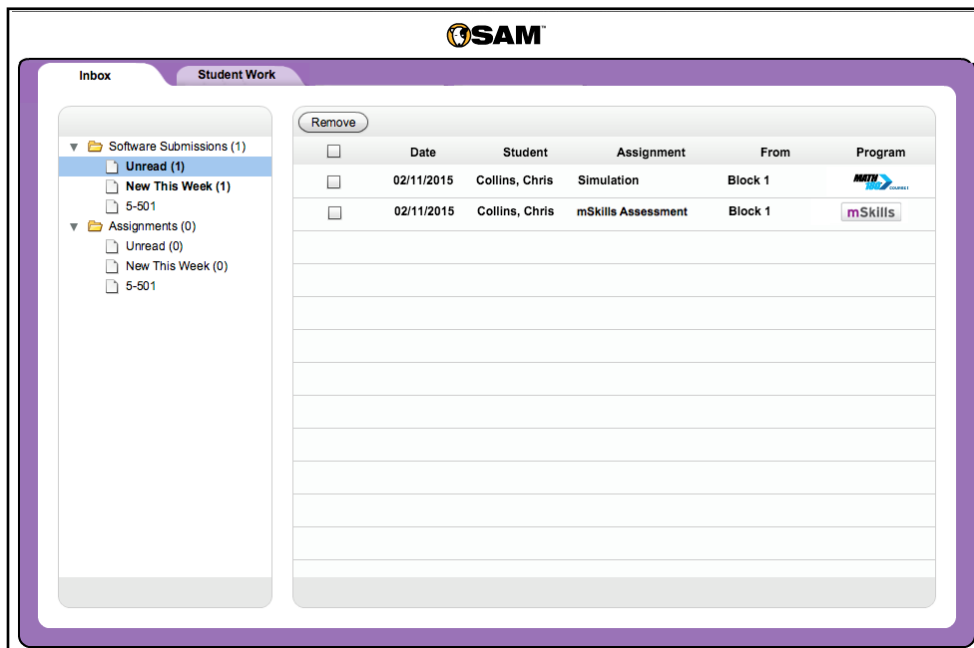 SAM™
Inbox
Student Work
Software Submissions (1)
Unread (1)
New This Week (1)
5-501
Assignments (0)
Unread (0)
New This Week (0)
5-501
Remove
Date Student Assignment From Program
02/11/2015 Collins, Chris Simulation Block 1 MATH 180 COURSE I
02/11/2015 Collins, Chris mSkills Assessment Block 1 mSkills